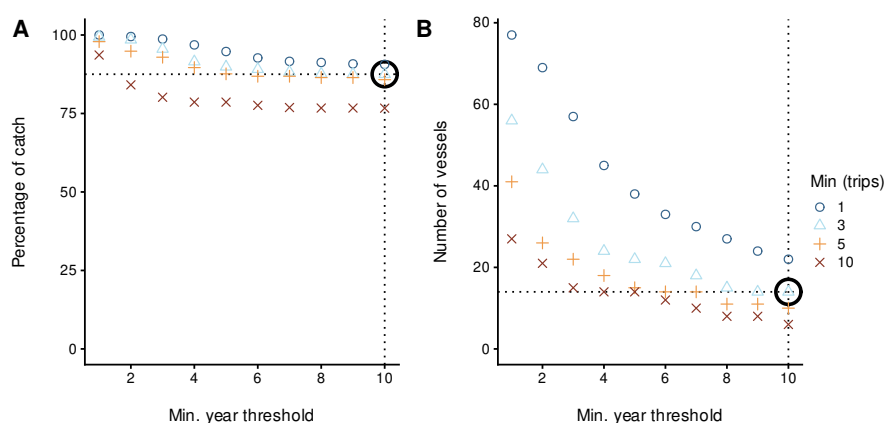 A
100
75
50
25
0
Percentage of catch
2 4 6 8 10
Min. year threshold
B
80
60
40
20
0
Number of vessels
2 4 6 8 10
Min. year threshold
Min (trips)
1
3
5
10